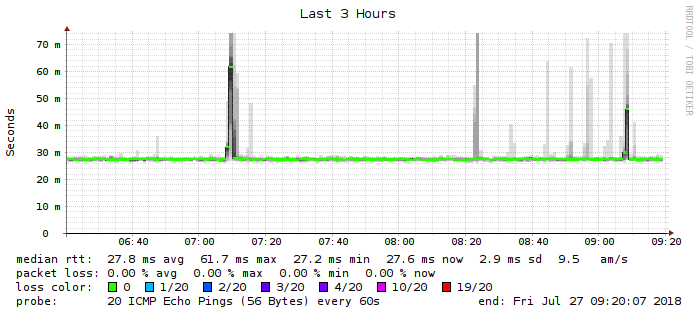 Last 3 Hours
RRDTOOL / TOBI OETIKER
Seconds
70 m
60 m
50 m
40 m
30 m
20 m
10 m
0
06:40 07:00 07:20 07:40 08:00 08:20 08:40 09:00 09:20
median rtt: 27.8 ms avg 61.7 ms max 27.2 ms min 27.6 ms now 2.9 ms sd 9.5 am/s
packet loss: 0.00 % avg 0.00 % max 0.00 % min 0.00 % now
loss color: 0 1/20 2/20 3/20 4/20 10/20 19/20
probe: 20 ICMP Echo Pings (56 Bytes) every 60s end: Fri Jul 27 09:20:07 2018